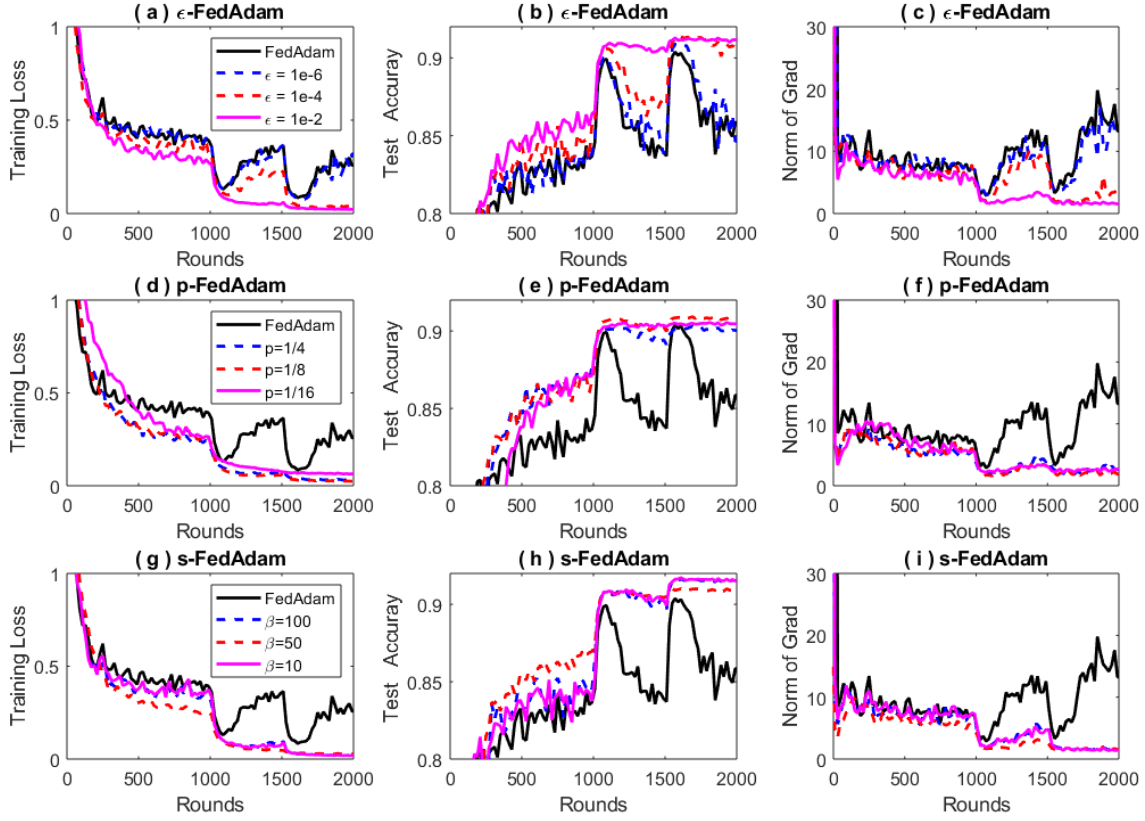 ( a ) ϵ-FedAdam
Training Loss
1
0.5
0
0
500
1000
1500
2000
Rounds
FedAdam
ϵ = 1e-6
ϵ = 1e-4
ϵ = 1e-2
( b ) ϵ-FedAdam
Test Accuray
0.9
0.85
0.8
0
500
1000
1500
2000
Rounds
( c ) ϵ-FedAdam
Norm of Grad
30
20
10
0
0
500
1000
1500
2000
Rounds
( d ) p-FedAdam
Training Loss
1
0.5
0
0
500
1000
1500
2000
Rounds
FedAdam
p=1/4
p=1/8
p=1/16
( e ) p-FedAdam
Test Accuray
0.9
0.85
0.8
0
500
1000
1500
2000
Rounds
( f ) p-FedAdam
Norm of Grad
30
20
10
0
0
500
1000
1500
2000
Rounds
( g ) s-FedAdam
Training Loss
1
0.5
0
0
500
1000
1500
2000
Rounds
FedAdam
β=100
β=50
β=10
( h ) s-FedAdam
Test Accuray
0.9
0.85
0.8
0
500
1000
1500
2000
Rounds
( i ) s-FedAdam
Norm of Grad
30
20
10
0
0
500
1000
1500
2000
Rounds